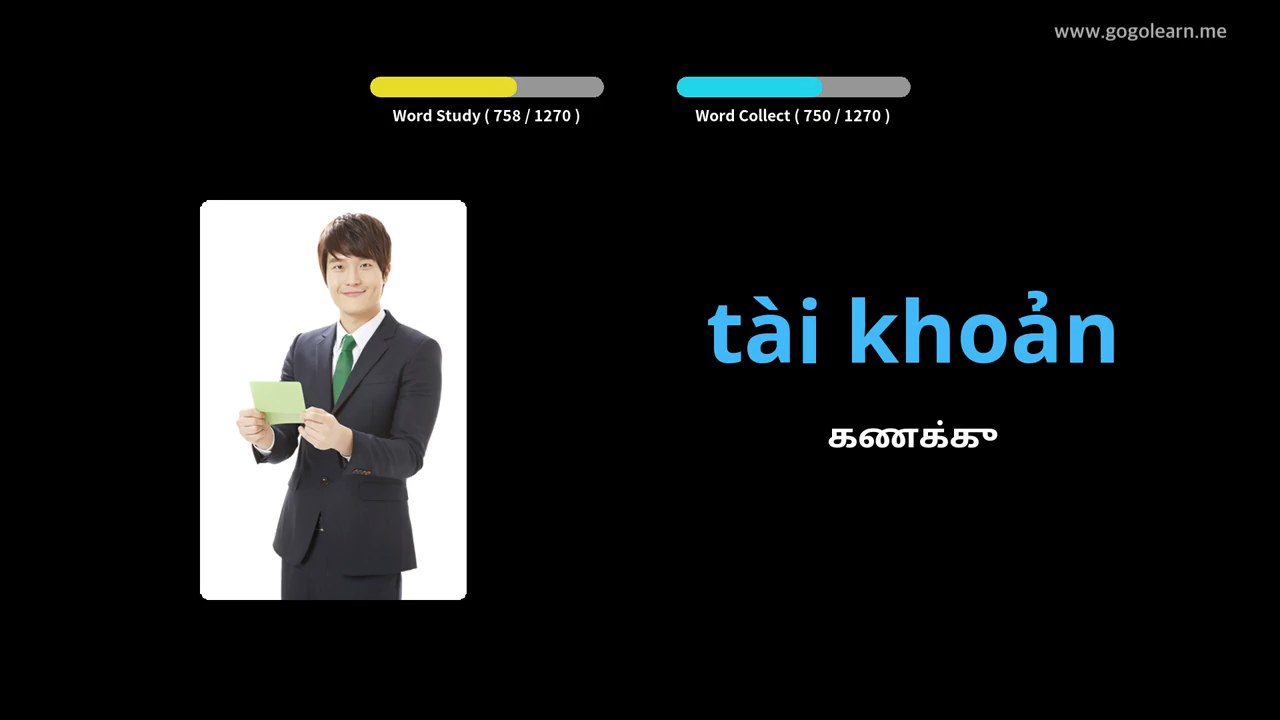 www.gogolearn.me
Word Study ( 758 / 1270 )
Word Collect ( 750 / 1270 )
tài khoản
கணக்கு